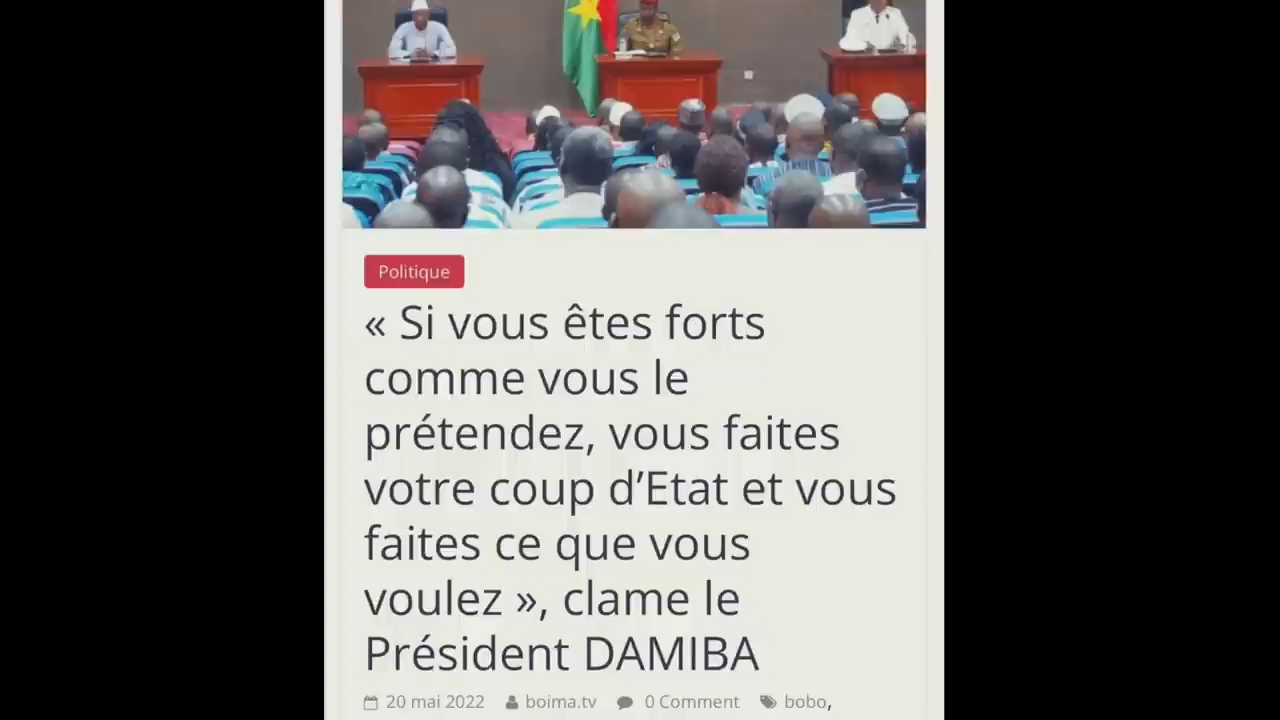 Politique
« Si vous êtes forts
comme vous le
prétendez, vous faites
votre coup d’Etat et vous
faites ce que vous
voulez », clame le
Président DAMIBA
20 mai 2022 boima.tv 0 Comment bobo,